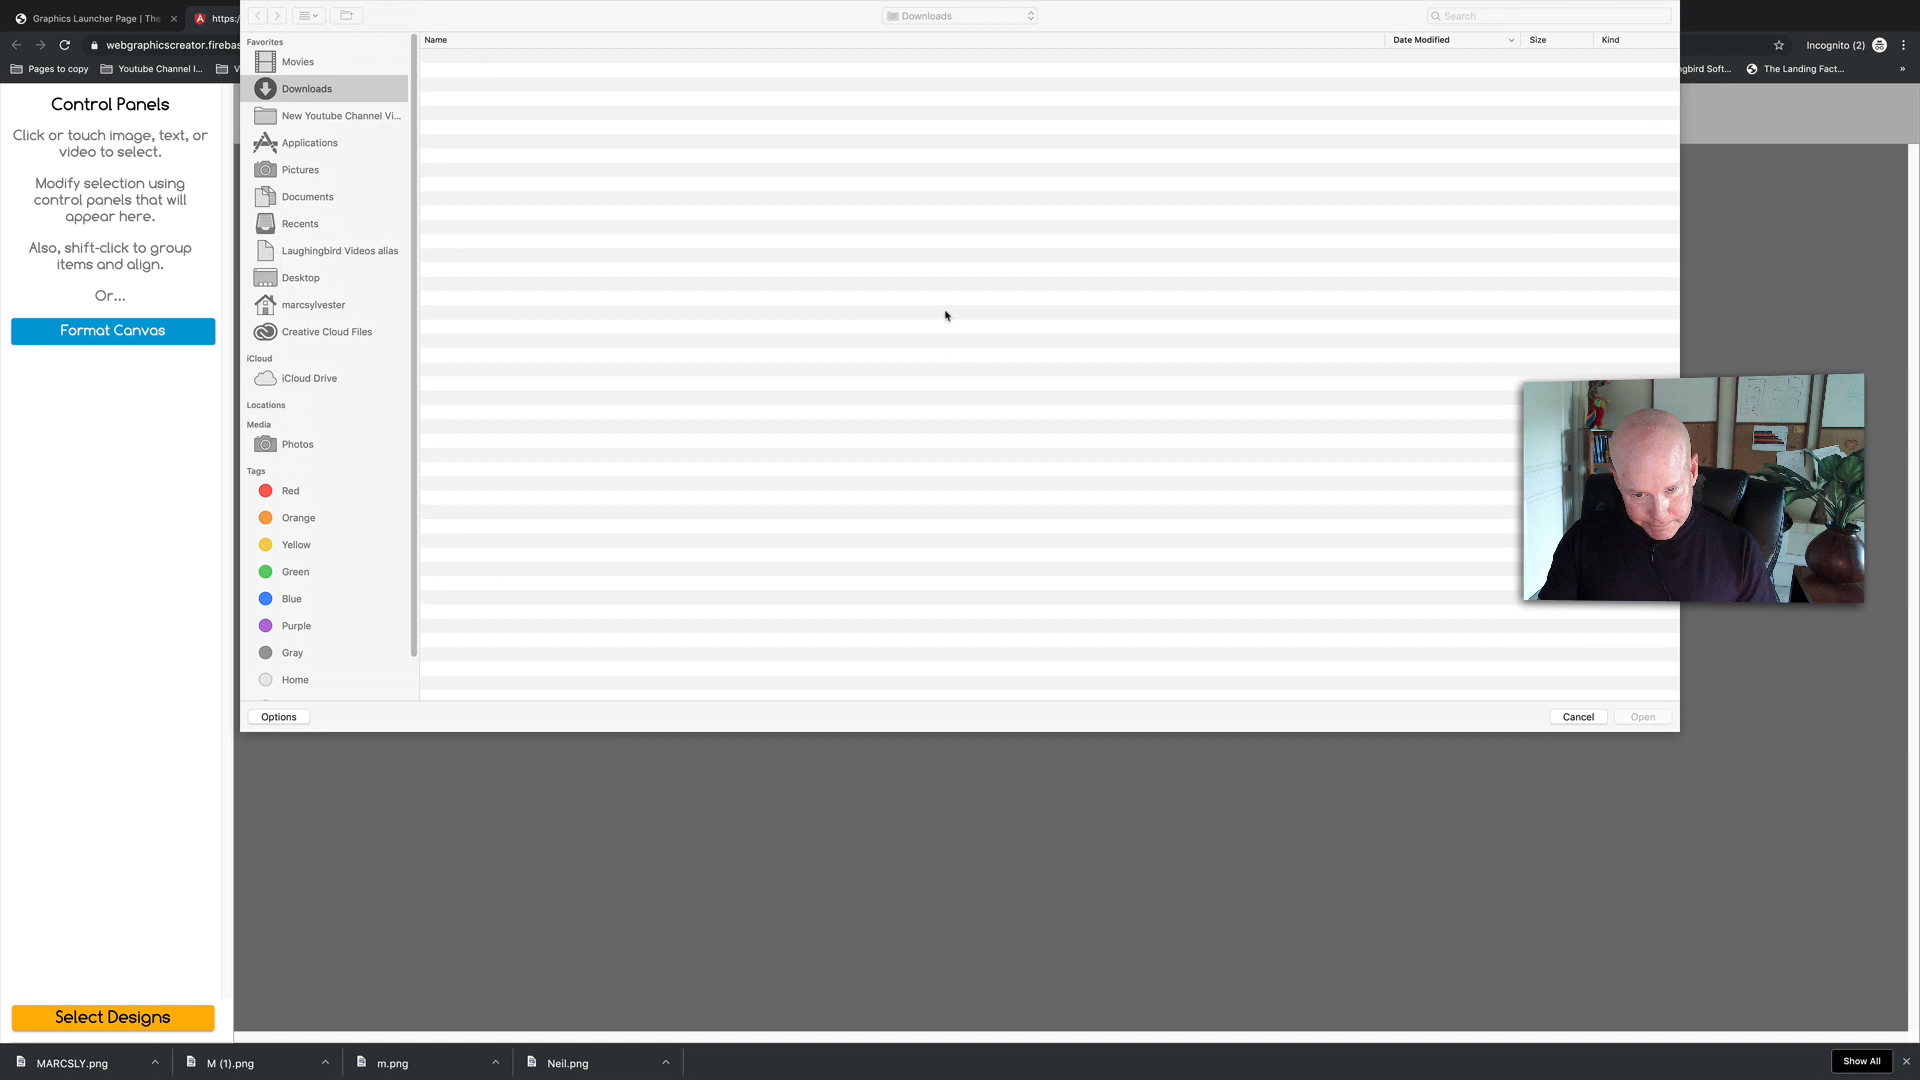 Graphics Launcher Page | The
https:/
webgraphicscreator.firebas
Incognito (2)
Pages to copy
Youtube Channel I...
V
gbird Soft...
The Landing Fact...
»
Downloads
Search
Favorites
Movies
Downloads
New Youtube Channel Vi...
Applications
Pictures
Documents
Recents
Laughingbird Videos alias
Desktop
marcsylvester
Creative Cloud Files
iCloud
iCloud Drive
Locations
Media
Photos
Tags
Red
Orange
Yellow
Green
Blue
Purple
Gray
Home
Name
Date Modified
Size
Kind
Options
Cancel
Open
Control Panels
Click or touch image, text, or
video to select.
Modify selection using
control panels that will
appear here.
Also, shift-click to group
items and align.
Or...
Format Canvas
Select Designs
MARCSLY.png
M (1).png
m.png
Neil.png
Show All